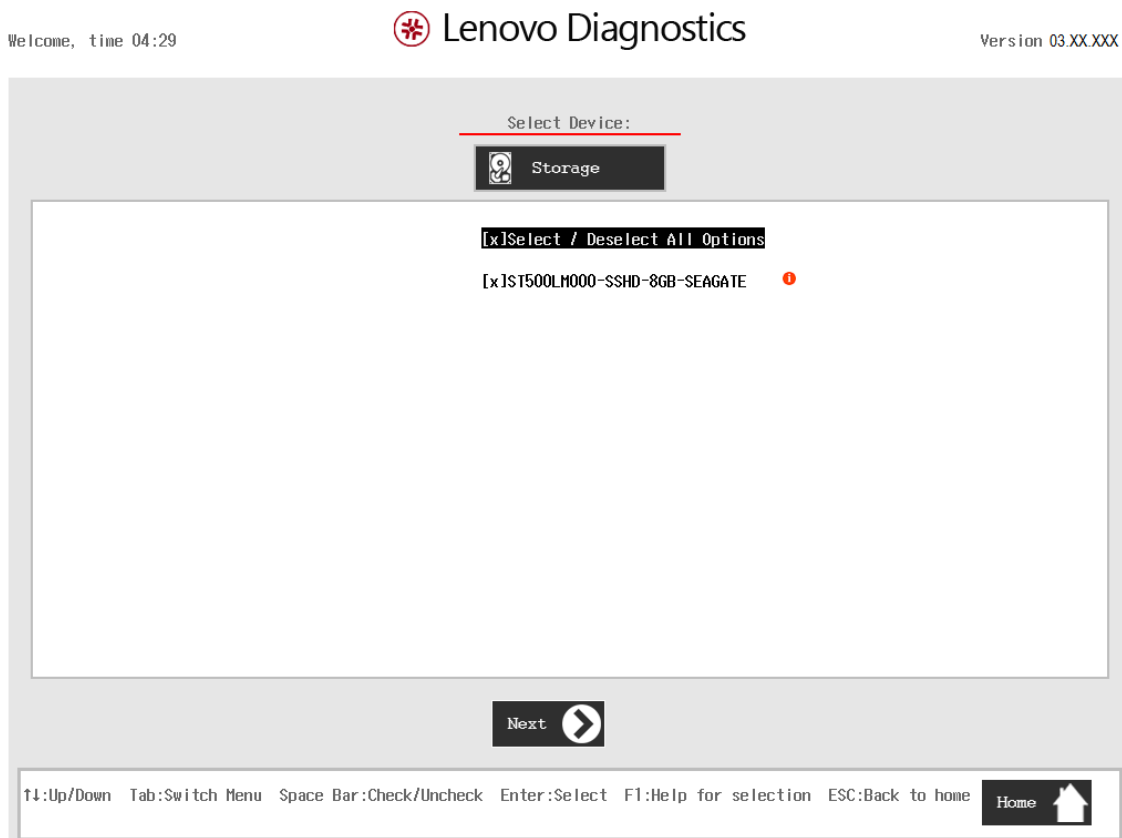 Welcome, time 04:29
Lenovo Diagnostics
Version 03.XX.XXX
Select Device:
Storage
[x]Select / Deselect All Options
[x]ST500LM000-SSHD-8GB-SEAGATE
Next
↑↓:Up/Down Tab:Switch Menu Space Bar:Check/Uncheck Enter:Select F1:Help for selection ESC:Back to home
Home